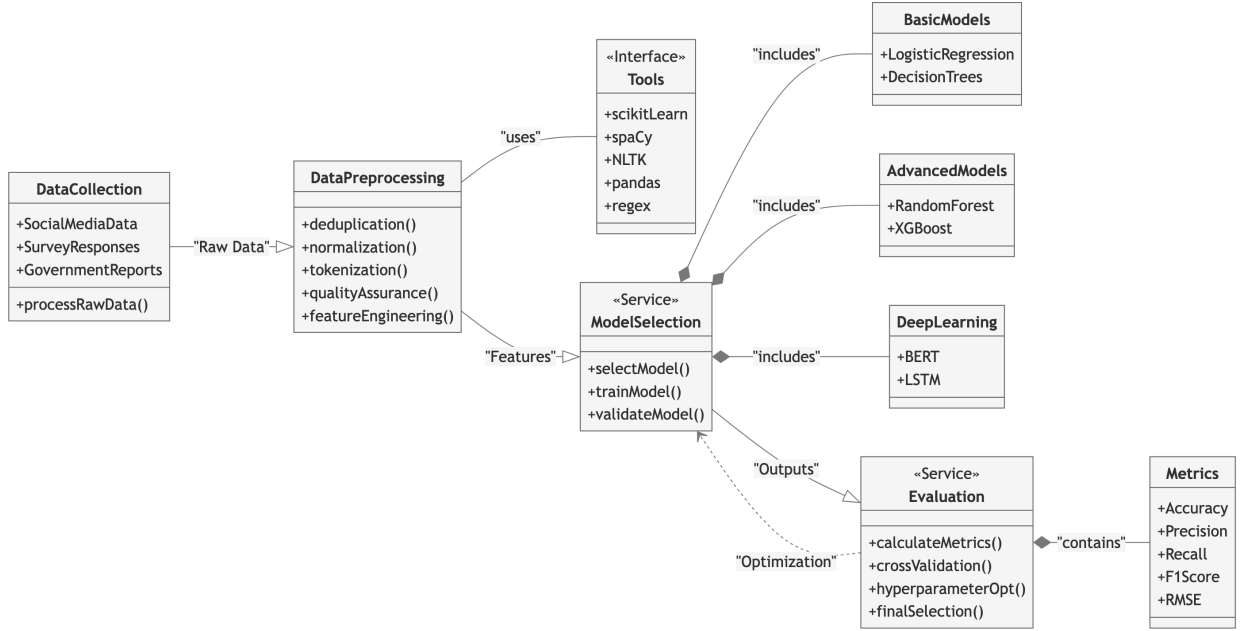 DataCollection
+SocialMediaData
+SurveyResponses
+GovernmentReports
+processRawData()
"Raw Data"
DataPreprocessing
+deduplication()
+normalization()
+tokenization()
+qualityAssurance()
+featureEngineering()
"uses"
«Interface»
Tools
+scikitLearn
+spaCy
+NLTK
+pandas
+regex
"Features"
«Service»
ModelSelection
+selectModel()
+trainModel()
+validateModel()
"includes"
BasicModels
+LogisticRegression
+DecisionTrees
"includes"
AdvancedModels
+RandomForest
+XGBoost
"includes"
DeepLearning
+BERT
+LSTM
"Outputs"
"Optimization"
«Service»
Evaluation
+calculateMetrics()
+crossValidation()
+hyperparameterOpt()
+finalSelection()
"contains"
Metrics
+Accuracy
+Precision
+Recall
+F1Score
+RMSE